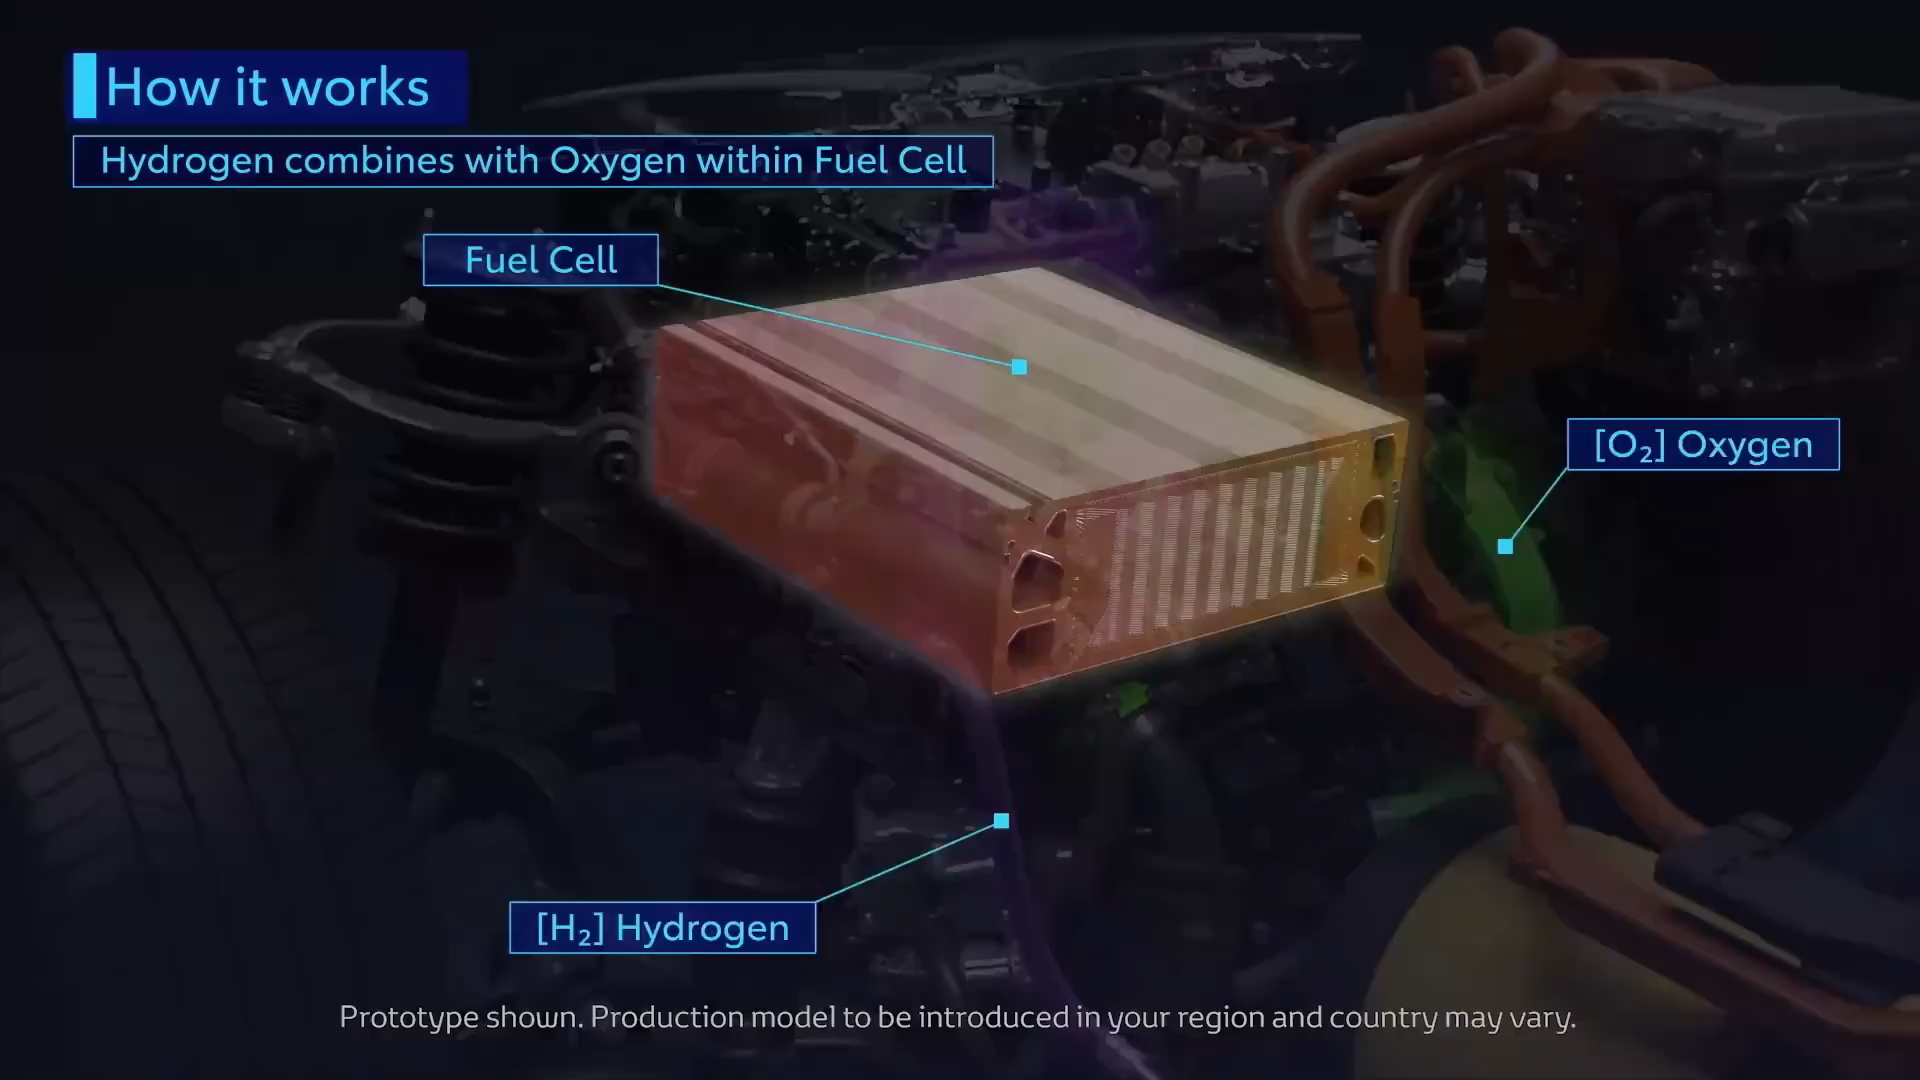 How it works
Hydrogen combines with Oxygen within Fuel Cell
Fuel Cell
[O₂] Oxygen
[H₂] Hydrogen
Prototype shown. Production model to be introduced in your region and country may vary.